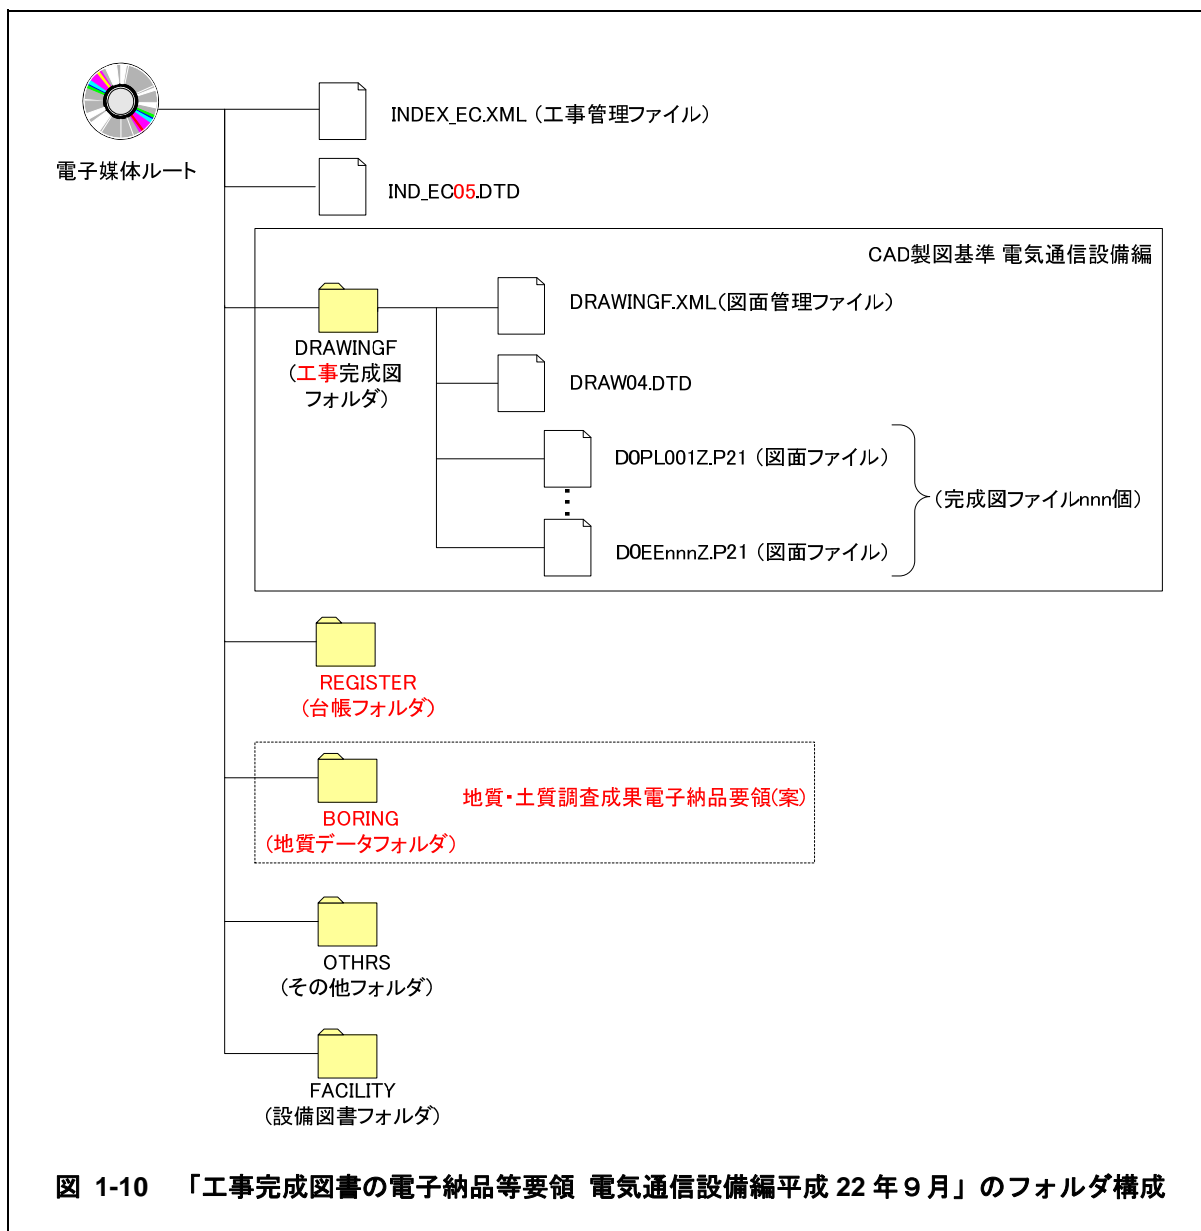 INDEX_EC.XML (工事管理ファイル)
電子媒体ルート
IND_EC05.DTD
CAD製図基準 電気通信設備編
DRAWINGF.XML(図面管理ファイル)
DRAWINGF
(工事完成図
フォルダ)
DRAW04.DTD
D0PL001Z.P21 (図面ファイル)
(完成図ファイルnnn個)
D0EEnnnZ.P21 (図面ファイル)
REGISTER
(台帳フォルダ)
地質・土質調査成果電子納品要領(案)
BORING
(地質データフォルダ)
OTHRS
(その他フォルダ)
FACILITY
(設備図書フォルダ)
図 1-10 「工事完成図書の電子納品等要領 電気通信設備編平成 22 年９月」のフォルダ構成